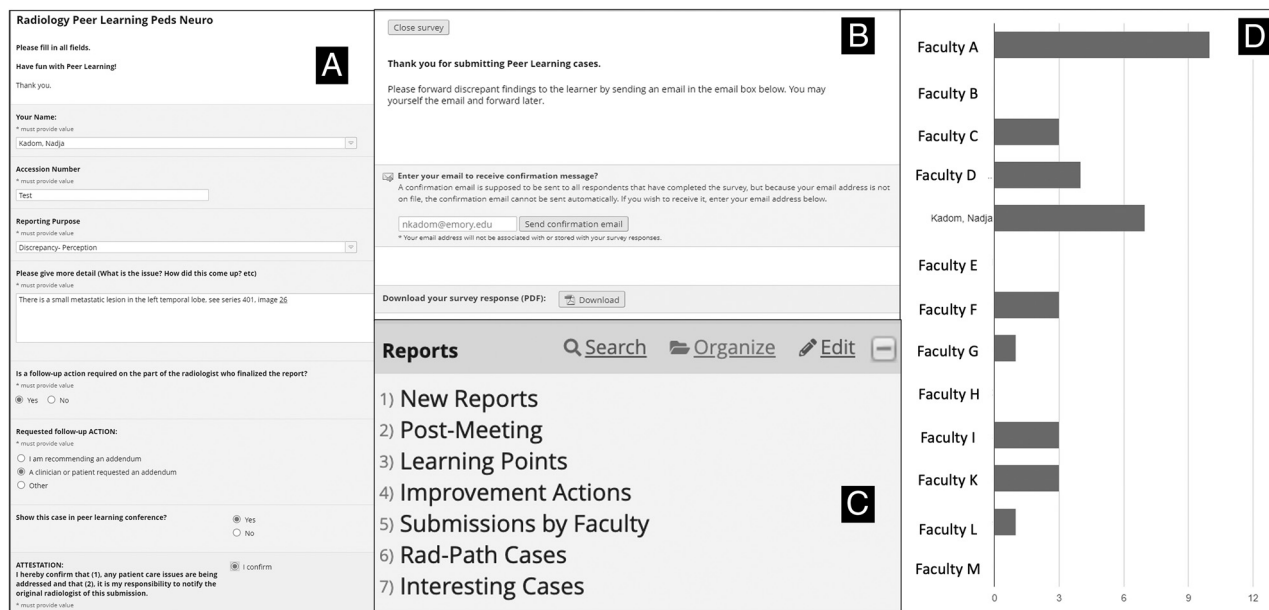 Radiology Peer Learning Peds Neuro
Please fill in all fields.
Have fun with Peer Learning!
Thank you.
A
Your Name:
* must provide value
Kadom, Nadja
Accession Number
* must provide value
Test
Reporting Purpose
* must provide value
Discrepancy- Perception
Please give more detail (What is the issue? How did this come up? etc)
* must provide value
There is a small metastatic lesion in the left temporal lobe, see series 401, image 26
Is a follow-up action required on the part of the radiologist who finalized the report?
* must provide value
Yes No
Requested follow-up ACTION:
* must provide value
I am recommending an addendum
A clinician or patient requested an addendum
Other
Show this case in peer learning conference?
Yes
No
ATTESTATION:
I hereby confirm that (1), any patient care issues are being
addressed and that (2), it is my responsibility to notify the
original radiologist of this submission.
* must provide value
I confirm
Close survey
B
Thank you for submitting Peer Learning cases.
Please forward discrepant findings to the learner by sending an email in the email box below. You may
yourself the email and forward later.
Enter your email to receive confirmation message?
A confirmation email is supposed to be sent to all respondents that have completed the survey, but because your email address is not
on file, the confirmation email cannot be sent automatically. If you wish to receive it, enter your email address below.
nkadom@emory.edu Send confirmation email
* Your email address will not be associated with or stored with your survey responses.
Download your survey response (PDF): Download
Reports Search Organize Edit
1) New Reports
2) Post-Meeting
3) Learning Points
4) Improvement Actions
5) Submissions by Faculty
6) Rad-Path Cases
7) Interesting Cases
C
D
Faculty A
Faculty B
Faculty C
Faculty D ..
Kadom, Nadja
Faculty E
Faculty F
Faculty G
Faculty H
Faculty I
Faculty K
Faculty L
Faculty M
0 3 6 9 12